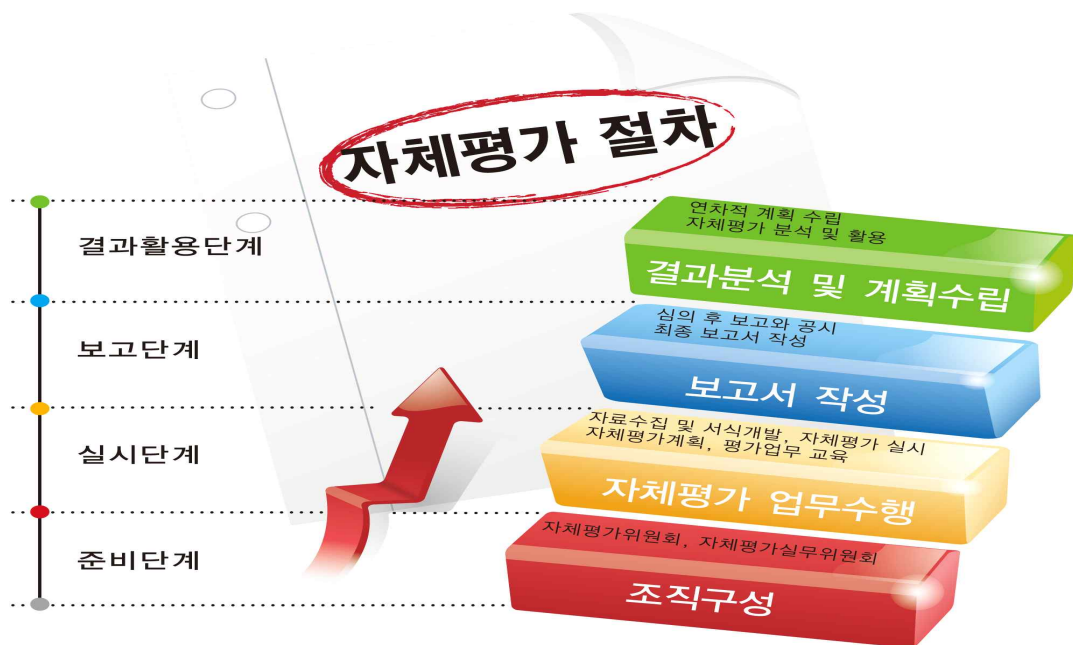 자체평가 절차
결과활용단계
연차적 계획 수립
자체평가 분석 및 활용
결과분석 및 계획수립
보고단계
심의 후 보고와 공시
최종 보고서 작성
보고서 작성
실시단계
자료수집 및 서식개발, 자체평가 실시
자체평가계획, 평가업무 교육
자체평가 업무수행
준비단계
자체평가위원회, 자체평가실무위원회
조직구성